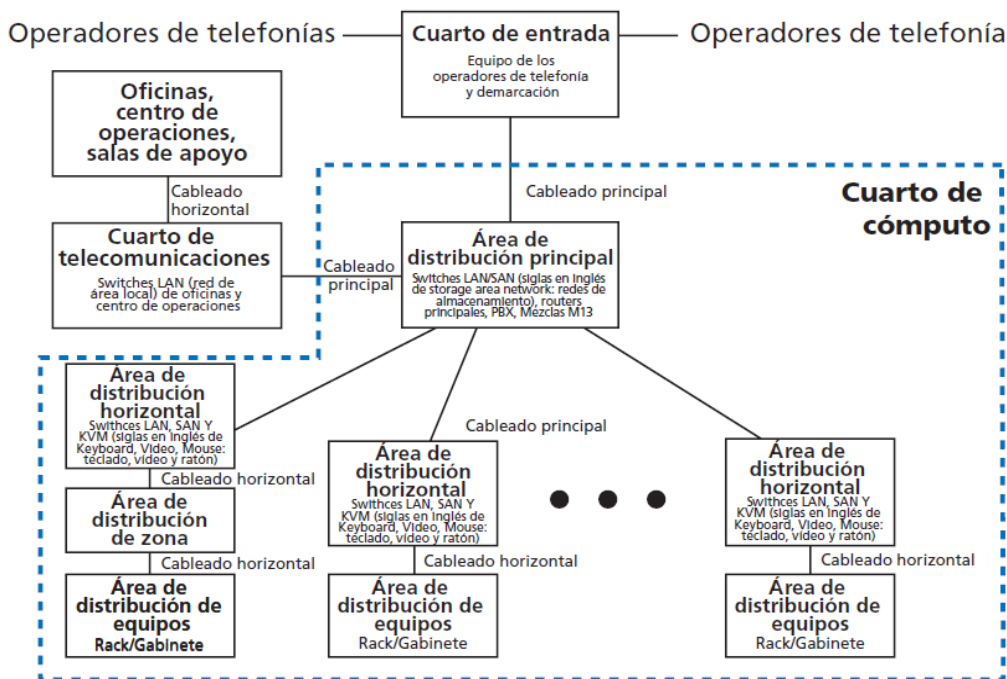 Operadores de telefonías
Cuarto de entrada
Equipo de los
operadores de telefonía
y demarcación
Operadores de telefonía
Oficinas,
centro de
operaciones,
salas de apoyo
Cableado
horizontal
Cableado principal
Cuarto de
cómputo
Cuarto de
telecomunicaciones
Switches LAN (red de
área local) de oficinas y
centro de operaciones
Cableado
principal
Área de
distribución principal
Switches LAN/SAN (siglas en inglés
de storage area network: redes de
almacenamiento), routers
principales, PBX, Mezclas M13
Área de
distribución
horizontal
Swithces LAN, SAN Y
KVM (siglas en inglés de
Keyboard, Video, Mouse:
teclado, vídeo y ratón)
Cableado horizontal
Área de
distribución
de zona
Cableado horizontal
Área de
distribución de
equipos
Rack/Gabinete
Cableado principal
Área de
distribución
horizontal
Swithces LAN, SAN Y
KVM (siglas en inglés de
Keyboard, Video, Mouse:
teclado, vídeo y ratón)
Cableado horizontal
Área de
distribución de
equipos
Rack/Gabinete
Área de
distribución
horizontal
Swithces LAN, SAN Y
KVM (siglas en inglés de
Keyboard, Video, Mouse:
teclado, vídeo y ratón)
Cableado horizontal
Área de
distribución de
equipos
Rack/Gabinete